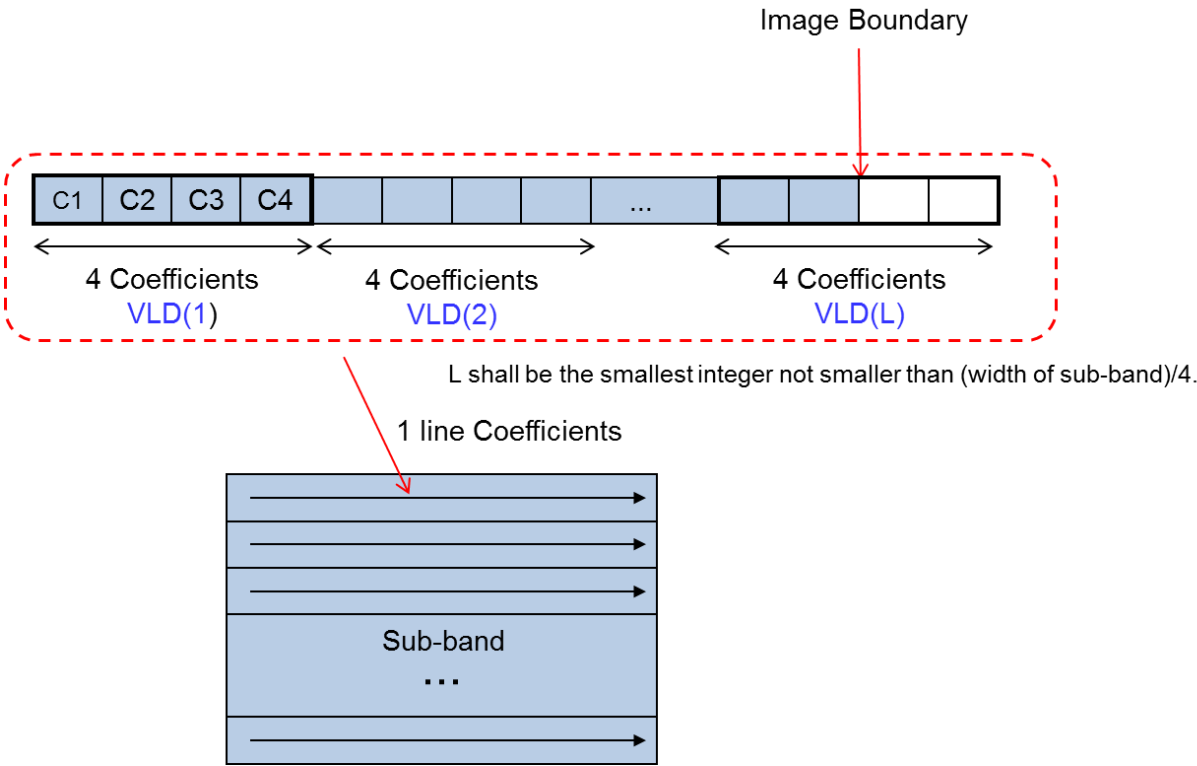 Image Boundary
C1 C2 C3 C4 ...
4 Coefficients 4 Coefficients 4 Coefficients
VLD(1) VLD(2) VLD(L)
L shall be the smallest integer not smaller than (width of sub-band)/4.
1 line Coefficients
Sub-band
...